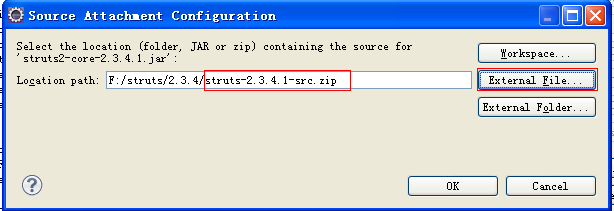 Source Attachment Configuration
Select the location (folder, JAR or zip) containing the source for
'struts2-core-2.3.4.1.jar':
Workspace...
Location path: F:/struts/2.3.4/struts-2.3.4.1-src.zip
External File...
External Folder...
OK Cancel